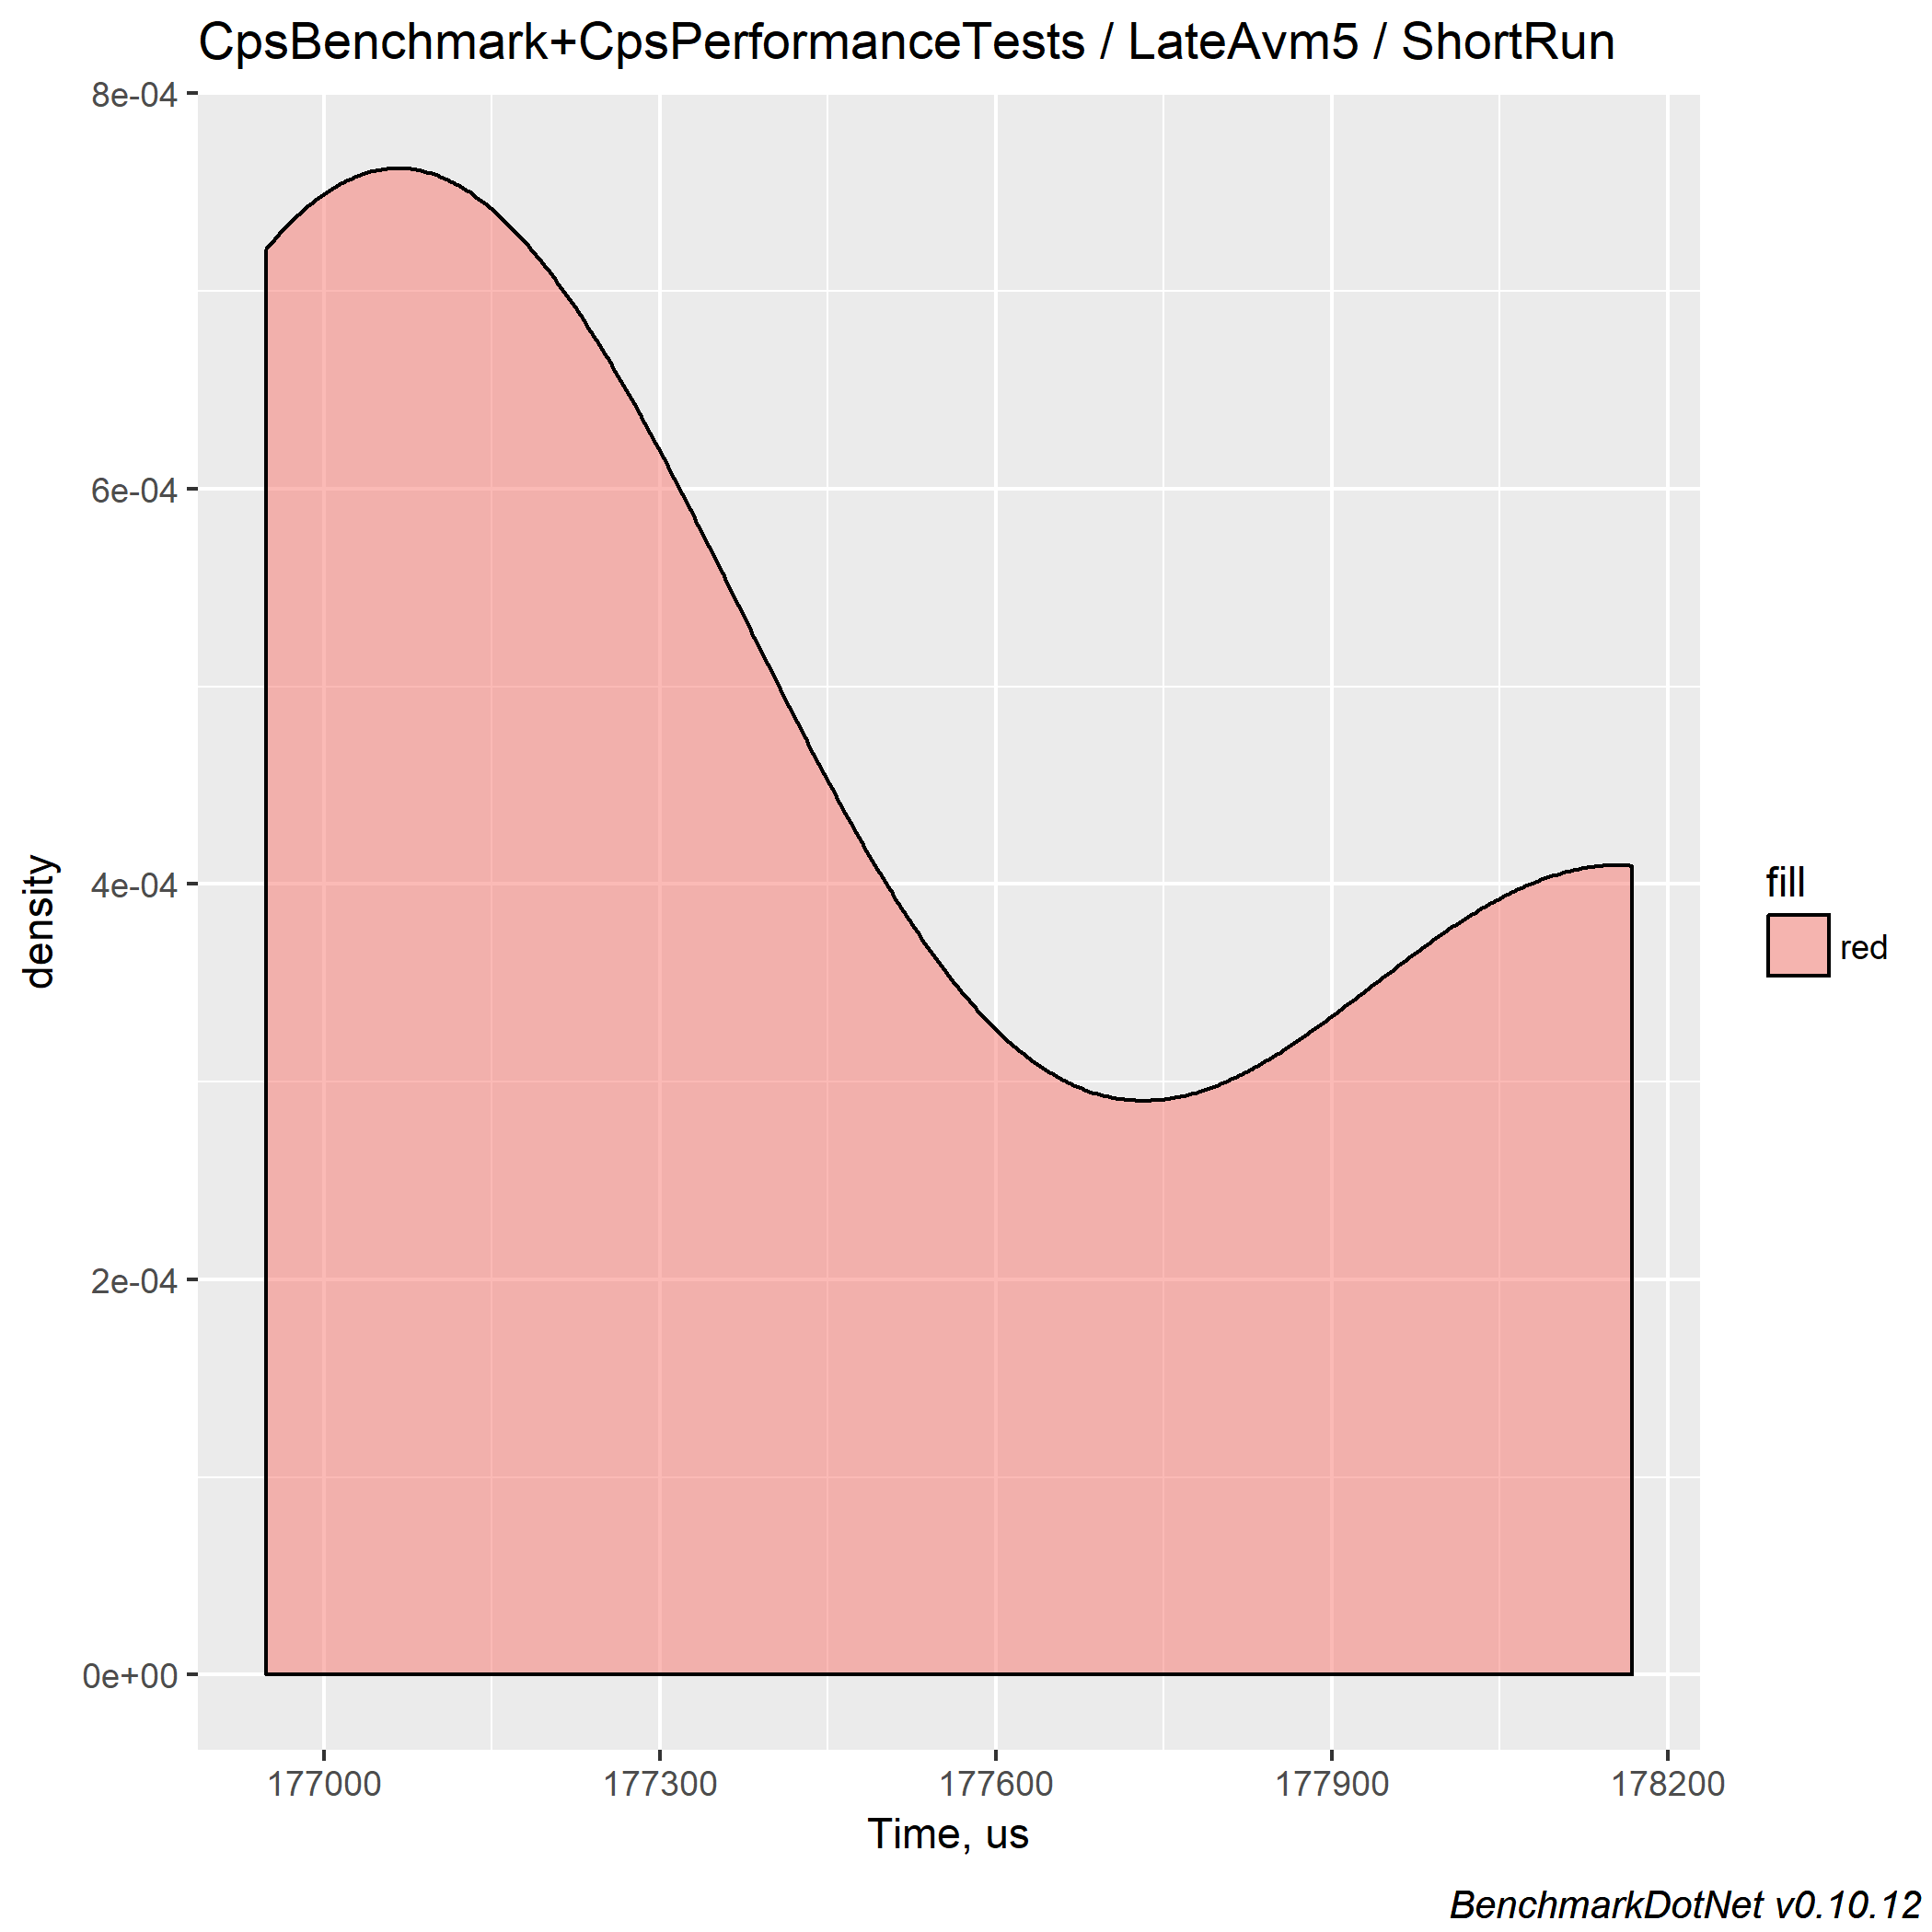 CpsBenchmark+CpsPerformanceTests / LateAvm5 / ShortRun
8e-04
6e-04
4e-04
2e-04
0e+00
density
177000 177300 177600 177900 178200
Time, us
fill
red
BenchmarkDotNet v0.10.12